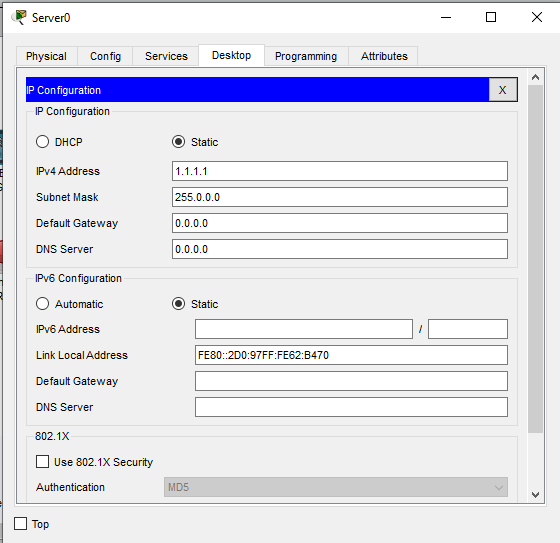 Server0
Physical Config Services Desktop Programming Attributes
IP Configuration X
IP Configuration
DHCP Static
IPv4 Address 1.1.1.1
Subnet Mask 255.0.0.0
Default Gateway 0.0.0.0
DNS Server 0.0.0.0
IPv6 Configuration
Automatic Static
IPv6 Address /
Link Local Address FE80::2D0:97FF:FE62:B470
Default Gateway
DNS Server
802.1X
Use 802.1X Security
Authentication MD5
Top